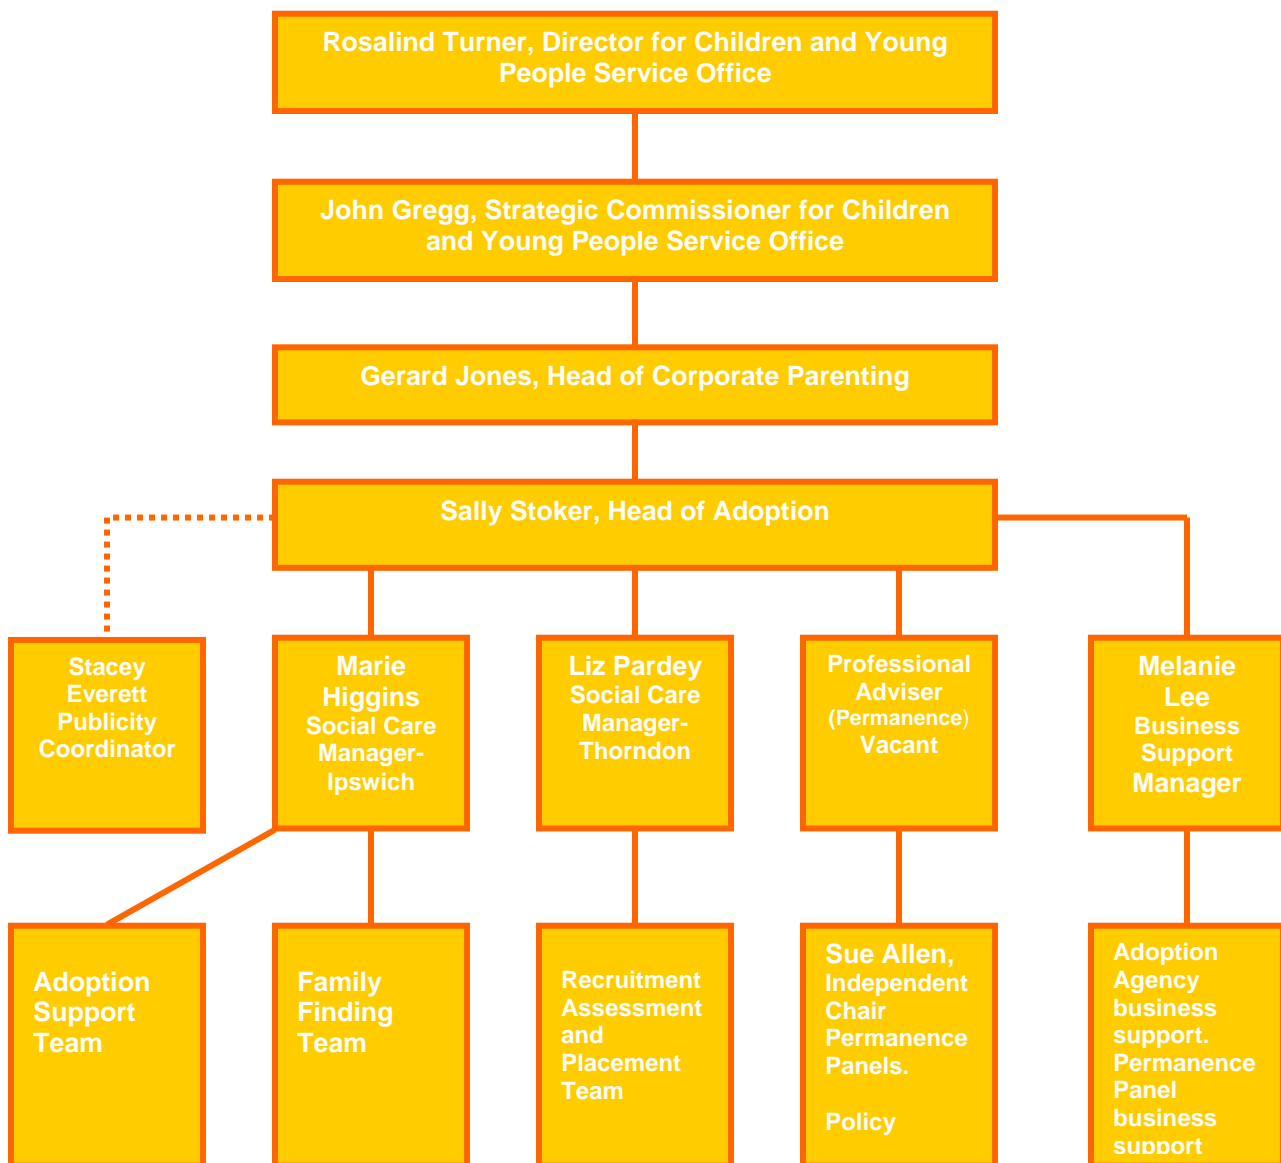 Rosalind Turner, Director for Children and Young
People Service Office
John Gregg, Strategic Commissioner for Children
and Young People Service Office
Gerard Jones, Head of Corporate Parenting
Sally Stoker, Head of Adoption
Stacey
Everett
Publicity
Coordinator
Marie
Higgins
Social Care
Manager-
Ipswich
Liz Pardey
Social Care
Manager-
Thorndon
Professional
Adviser
(Permanence)
Vacant
Melanie
Lee
Business
Support
Manager
Adoption
Support
Team
Family
Finding
Team
Recruitment
Assessment
and
Placement
Team
Sue Allen,
Independent
Chair
Permanence
Panels.
Policy
Adoption
Agency
business
support.
Permanence
Panel
business
support